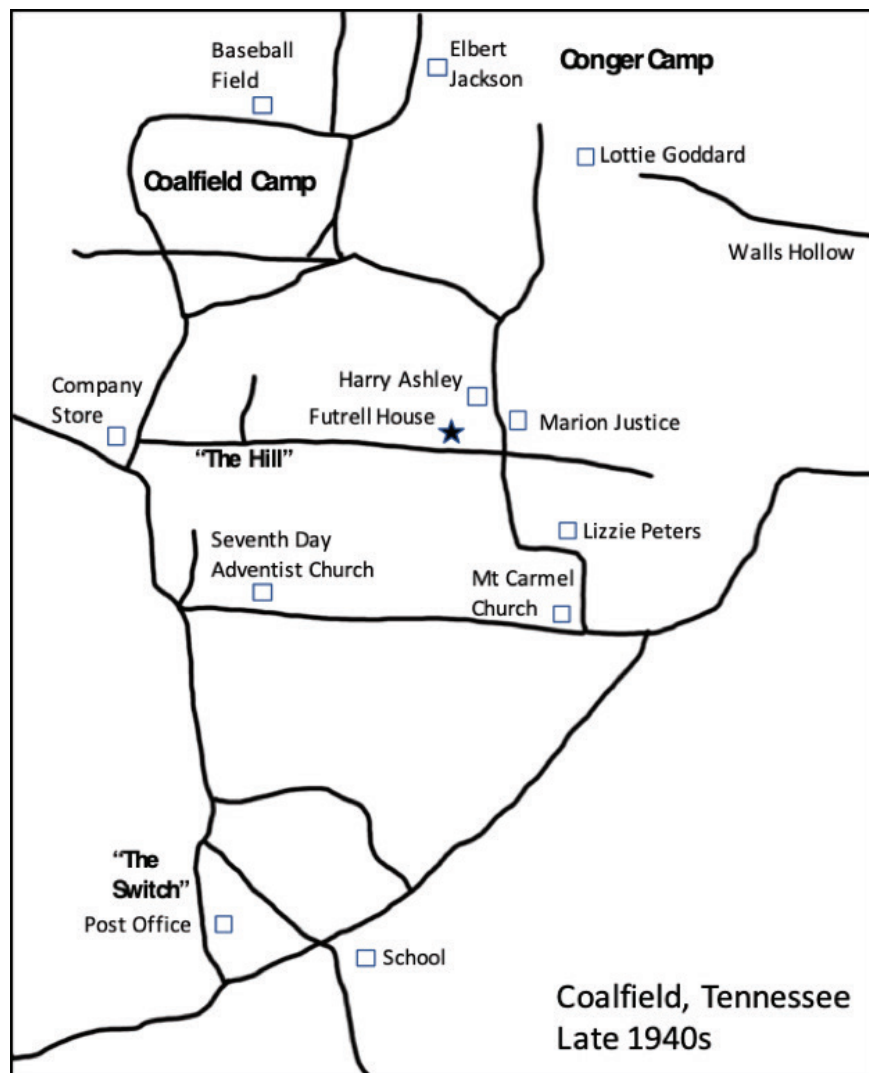 Baseball
Field
Elbert
Jackson
Conger Camp
Lottie Goddard
Coalfield Camp
Walls Hollow
Company
Store
Harry Ashley
Futrell House
Marion Justice
“The Hill”
Seventh Day
Adventist Church
Lizzie Peters
Mt Carmel
Church
“The
Switch”
Post Office
School
Coalfield, Tennessee
Late 1940s